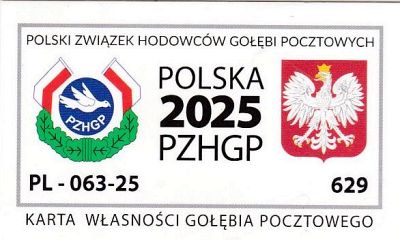 POLSKI ZWIĄZEK HODOWCÓW GOŁĘBI POCZTOWYCH
PZHGP
POLSKA
2025
PZHGP
PL - 063-25 629
KARTA WŁASNOŚCI GOŁĘBIA POCZTOWEGO